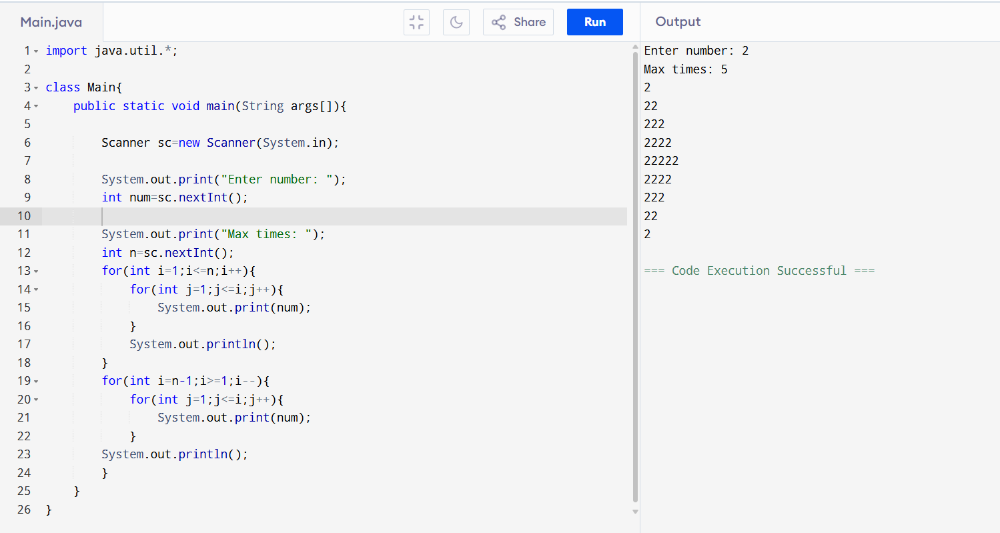 Main.java
Share
Run
Output
1 import java.util.*;
2
3 class Main{
4     public static void main(String args[]){
5
6         Scanner sc=new Scanner(System.in);
7
8         System.out.print("Enter number: ");
9         int num=sc.nextInt();
10
11         System.out.print("Max times: ");
12         int n=sc.nextInt();
13         for(int i=1;i<=n;i++){
14             for(int j=1;j<=i;j++){
15                 System.out.print(num);
16             }
17             System.out.println();
18         }
19         for(int i=n-1;i>=1;i--){
20             for(int j=1;j<=i;j++){
21                 System.out.print(num);
22             }
23         System.out.println();
24         }
25     }
26 }
Enter number: 2
Max times: 5
2
22
222
2222
22222
2222
222
22
2
=== Code Execution Successful ===